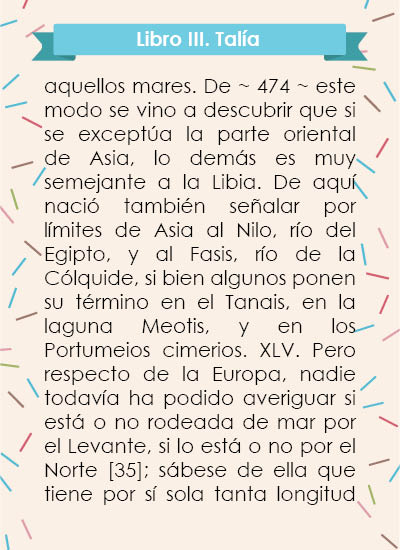 Libro III. Talía
aquellos mares. De ~ 474 ~ este
modo se vino a descubrir que si
se exceptúa la parte oriental
de Asia, lo demás es muy
semejante a la Libia. De aquí
nació también señalar por
límites de Asia al Nilo, río del
Egipto, y al Fasis, río de la
Cólquide, si bien algunos ponen
su término en el Tanais, en la
laguna Meotis, y en los
Portumeios cimerios. XLV. Pero
respecto de la Europa, nadie
todavía ha podido averiguar si
está o no rodeada de mar por
el Levante, si lo está o no por el
Norte [35]; sábese de ella que
tiene por sí sola tanta longitud